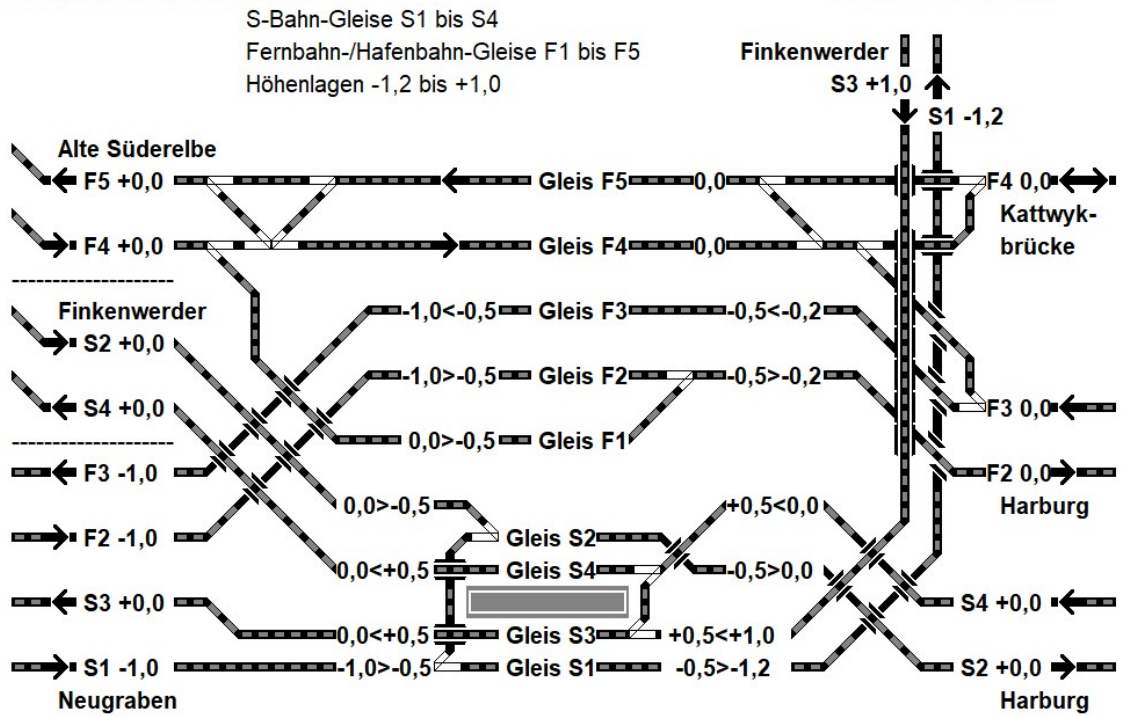 S-Bahn-Gleise S1 bis S4
Fernbahn-/Hafenbahn-Gleise F1 bis F5
Höhenlagen -1,2 bis +1,0
Finkenwerder
S3 +1,0
S1 -1,2
Alte Süderelbe
F5 +0,0 Gleis F5 0,0 F4 0,0
Kattwyk-
brücke
F4 +0,0 Gleis F4 0,0
Finkenwerder
-1,0<-0,5 Gleis F3 -0,5<-0,2
S2 +0,0
-1,0>-0,5 Gleis F2 -0,5>-0,2
S4 +0,0 F3 0,0
0,0>-0,5 Gleis F1
F3 -1,0 F2 0,0
Harburg
0,0>-0,5 +0,5<0,0
F2 -1,0 Gleis S2
0,0<+0,5 Gleis S4 -0,5>0,0
S3 +0,0 S4 +0,0
0,0<+0,5 Gleis S3 +0,5<+1,0
S1 -1,0 -1,0>-0,5 Gleis S1 -0,5>-1,2 S2 +0,0
Neugraben Harburg